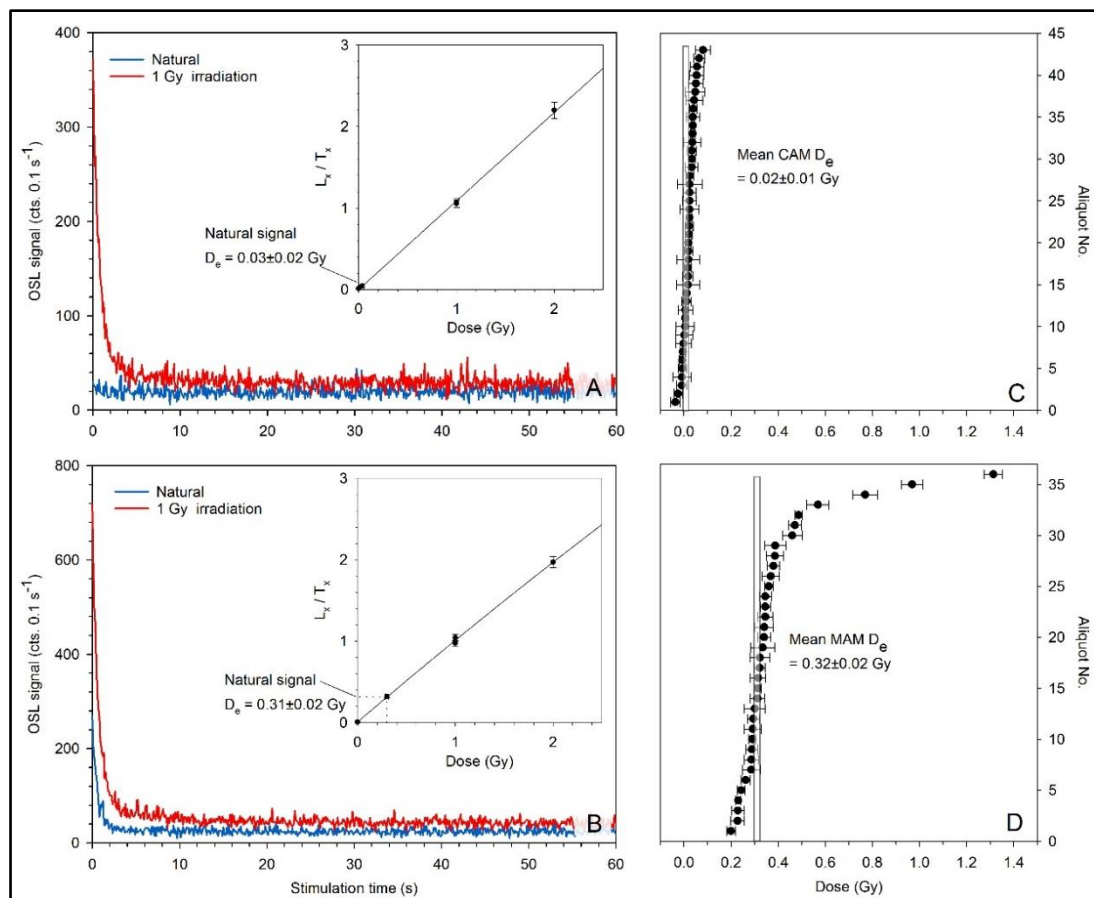 400
300
200
100
0
OSL signal (cts. 0.1 s⁻¹)
Natural
1 Gy irradiation
3
2
1
0
Lₓ / Tₓ
Natural signal
Dₑ = 0.03±0.02 Gy
0
1
2
Dose (Gy)
A
0
10
20
30
40
50
60
Mean CAM Dₑ
= 0.02±0.01 Gy
45
40
35
30
25
20
15
10
5
0
Aliquot No.
C
0.0
0.2
0.4
0.6
0.8
1.0
1.2
1.4
800
600
400
200
0
OSL signal (cts. 0.1 s⁻¹)
Natural
1 Gy irradiation
3
2
1
0
Lₓ / Tₓ
Natural signal
Dₑ = 0.31±0.02 Gy
0
1
2
Dose (Gy)
B
0
10
20
30
40
50
60
Stimulation time (s)
Mean MAM Dₑ
= 0.32±0.02 Gy
35
30
25
20
15
10
5
0
Aliquot No.
D
0.0
0.2
0.4
0.6
0.8
1.0
1.2
1.4
Dose (Gy)